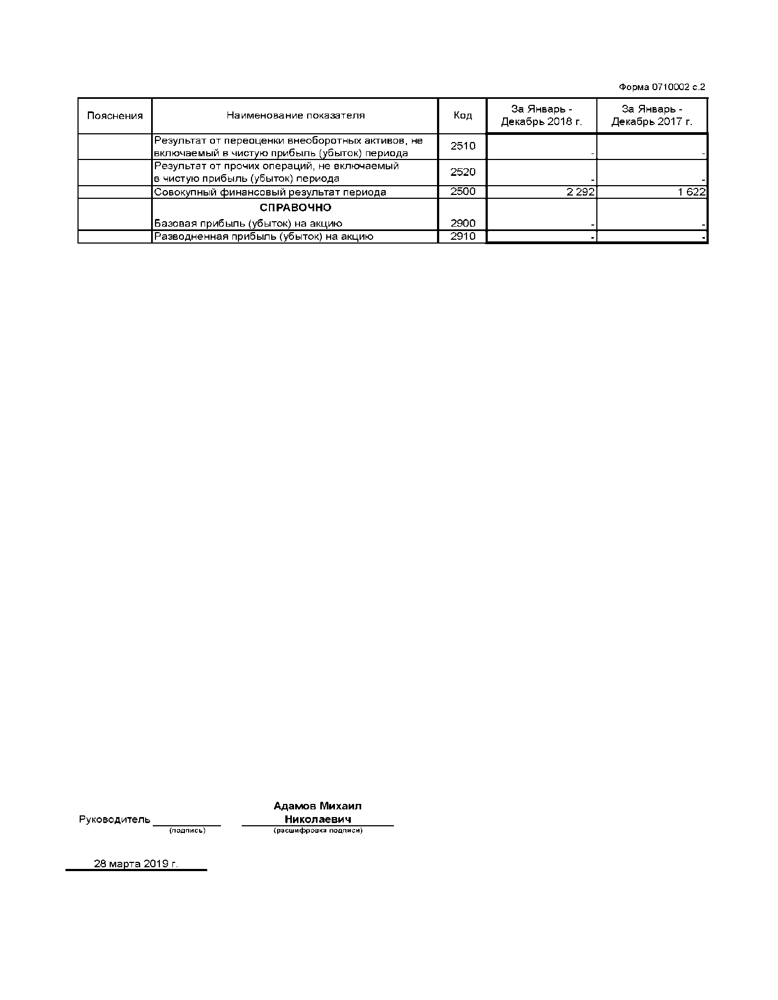 Форма 0710002 с.2
Пояснения Наименование показателя Код За Январь - Декабрь 2018 г. За Январь - Декабрь 2017 г.
Результат от переоценки внеоборотных активов, не
включаемый в чистую прибыль (убыток) периода 2510 - -
Результат от прочих операций, не включаемый
в чистую прибыль (убыток) периода 2520 - -
Совокупный финансовый результат периода 2500 2 292 1 622
СПРАВОЧНО
Базовая прибыль (убыток) на акцию 2900 - -
Разводненная прибыль (убыток) на акцию 2910 - -
Адамов Михаил
Руководитель Николаевич
(подпись) (расшифровка подписи)
28 марта 2019 г.